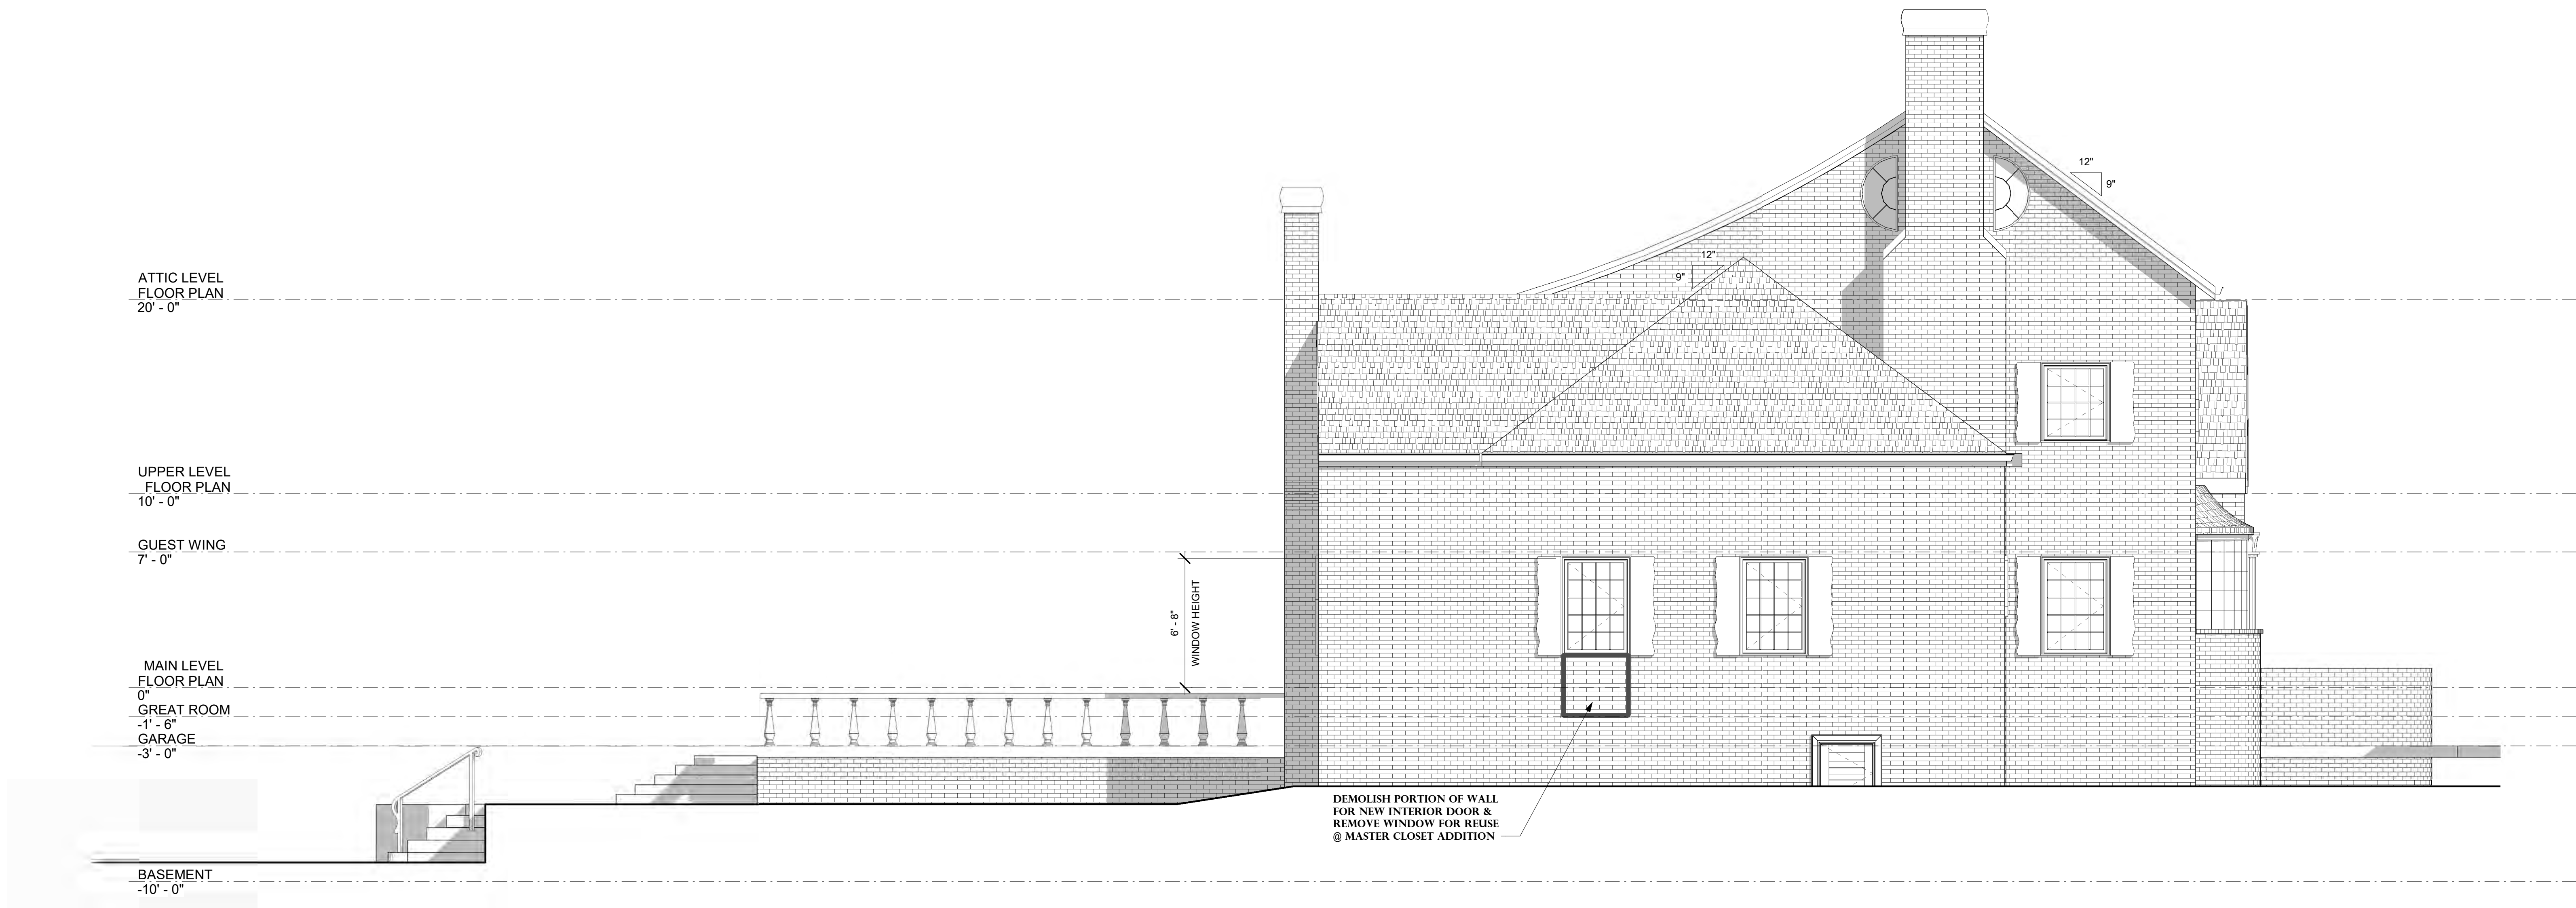 12"
9"
12"
9"
ATTIC LEVEL
FLOOR PLAN
20' - 0"
UPPER LEVEL
FLOOR PLAN
10' - 0"
GUEST WING
7' - 0"
6' - 8"
WINDOW HEIGHT
MAIN LEVEL
FLOOR PLAN
0"
GREAT ROOM
-1' - 6"
GARAGE
-3' - 0"
DEMOLISH PORTION OF WALL
FOR NEW INTERIOR DOOR &
REMOVE WINDOW FOR REUSE
@ MASTER CLOSET ADDITION
BASEMENT
-10' - 0"